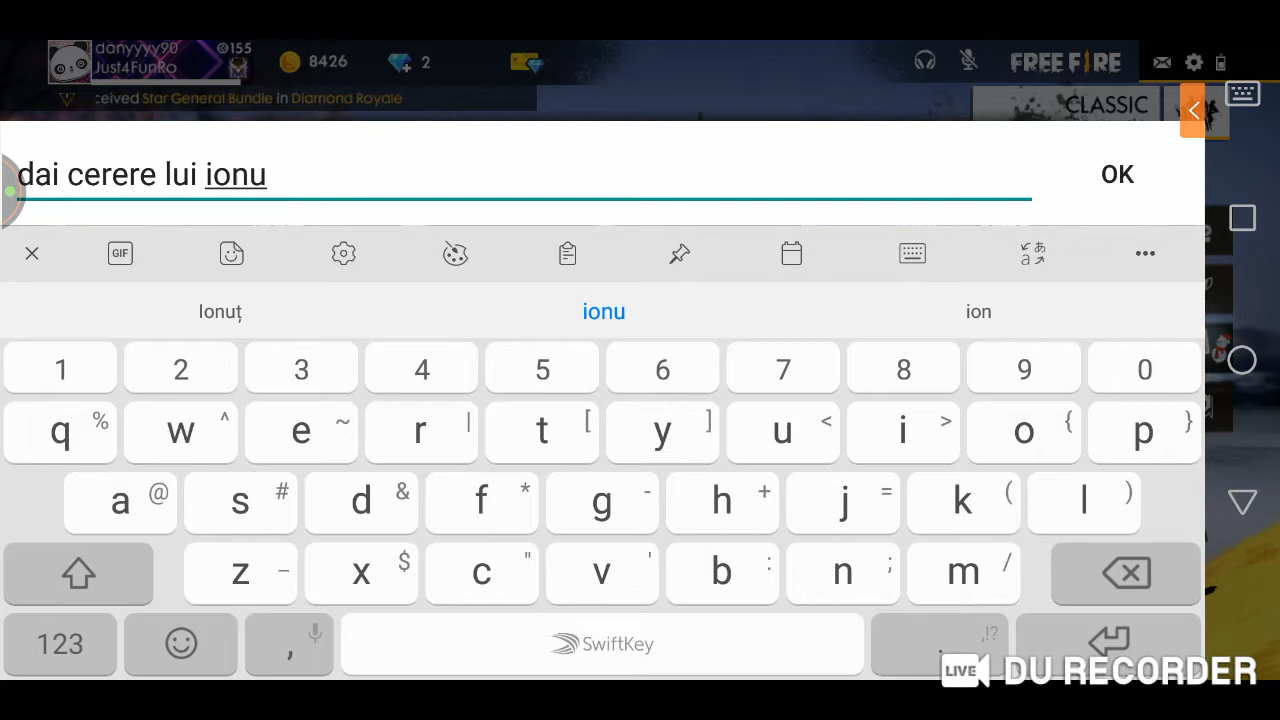 danyyyy90
155
8426
2
FREE FIRE
Just4FunRo
ceived Star General Bundle in Diamond Royale
CLASSIC
dai cerere lui ionu
OK
GIF
Ionuț
ionu
ion
1 2 3 4 5 6 7 8 9 0
q % w ^ e ~ r | t [ y ] u < i > o { p }
a @ s # d & f * g - h + j = k ( l )
z _ x $ c " v ' b : n ; m /
123 , SwiftKey . ,!?
LIVE DU RECORDER